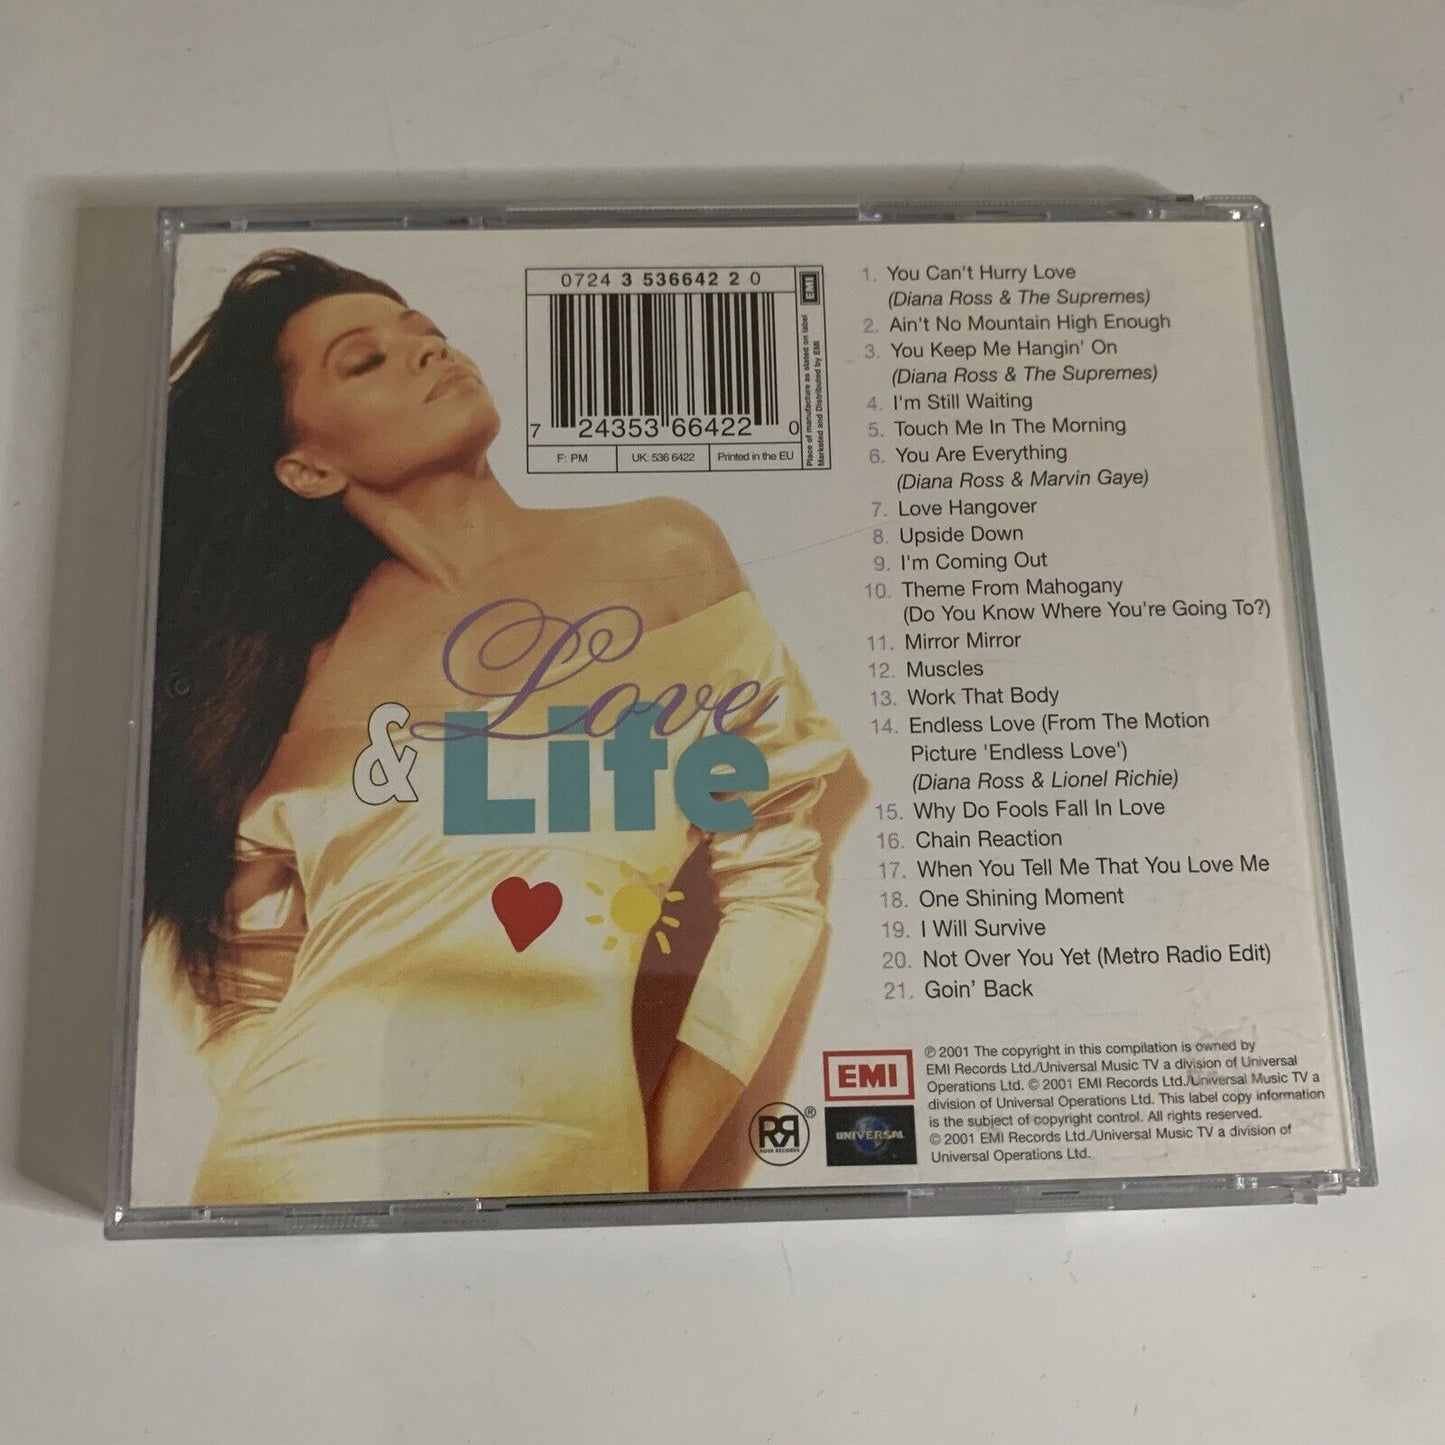 0724 3 536642 2 0
7 24353 66422 0
F: PM
UK: 536 6422
Printed in the EU
EMI
Place of manufacture as stated on label
Marketed and Distributed by EMI
Love
& Life
1. You Can't Hurry Love
(Diana Ross & The Supremes)
2. Ain't No Mountain High Enough
3. You Keep Me Hangin' On
(Diana Ross & The Supremes)
4. I'm Still Waiting
5. Touch Me In The Morning
6. You Are Everything
(Diana Ross & Marvin Gaye)
7. Love Hangover
8. Upside Down
9. I'm Coming Out
10. Theme From Mahogany
(Do You Know Where You're Going To?)
11. Mirror Mirror
12. Muscles
13. Work That Body
14. Endless Love (From The Motion
Picture 'Endless Love')
(Diana Ross & Lionel Richie)
15. Why Do Fools Fall In Love
16. Chain Reaction
17. When You Tell Me That You Love Me
18. One Shining Moment
19. I Will Survive
20. Not Over You Yet (Metro Radio Edit)
21. Goin' Back
EMI
RR ®
ROSS RECORDS
UNIVERSAL
℗ 2001 The copyright in this compilation is owned by
EMI Records Ltd./Universal Music TV a division of Universal
Operations Ltd. © 2001 EMI Records Ltd./Universal Music TV a
division of Universal Operations Ltd. This label copy information
is the subject of copyright control. All rights reserved.
© 2001 EMI Records Ltd./Universal Music TV a division of
Universal Operations Ltd.